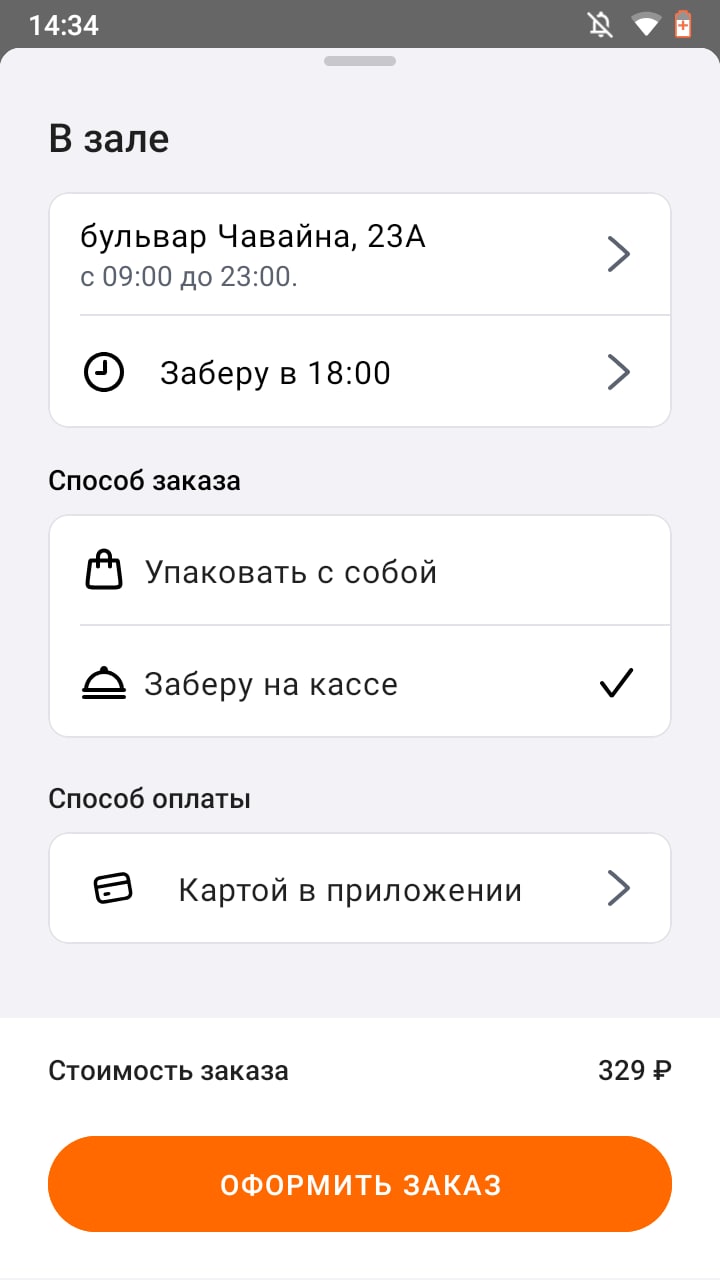 14:34
В зале
бульвар Чавайна, 23А
с 09:00 до 23:00.
Заберу в 18:00
Способ заказа
Упаковать с собой
Заберу на кассе
Способ оплаты
Картой в приложении
Стоимость заказа 329 ₽
ОФОРМИТЬ ЗАКАЗ